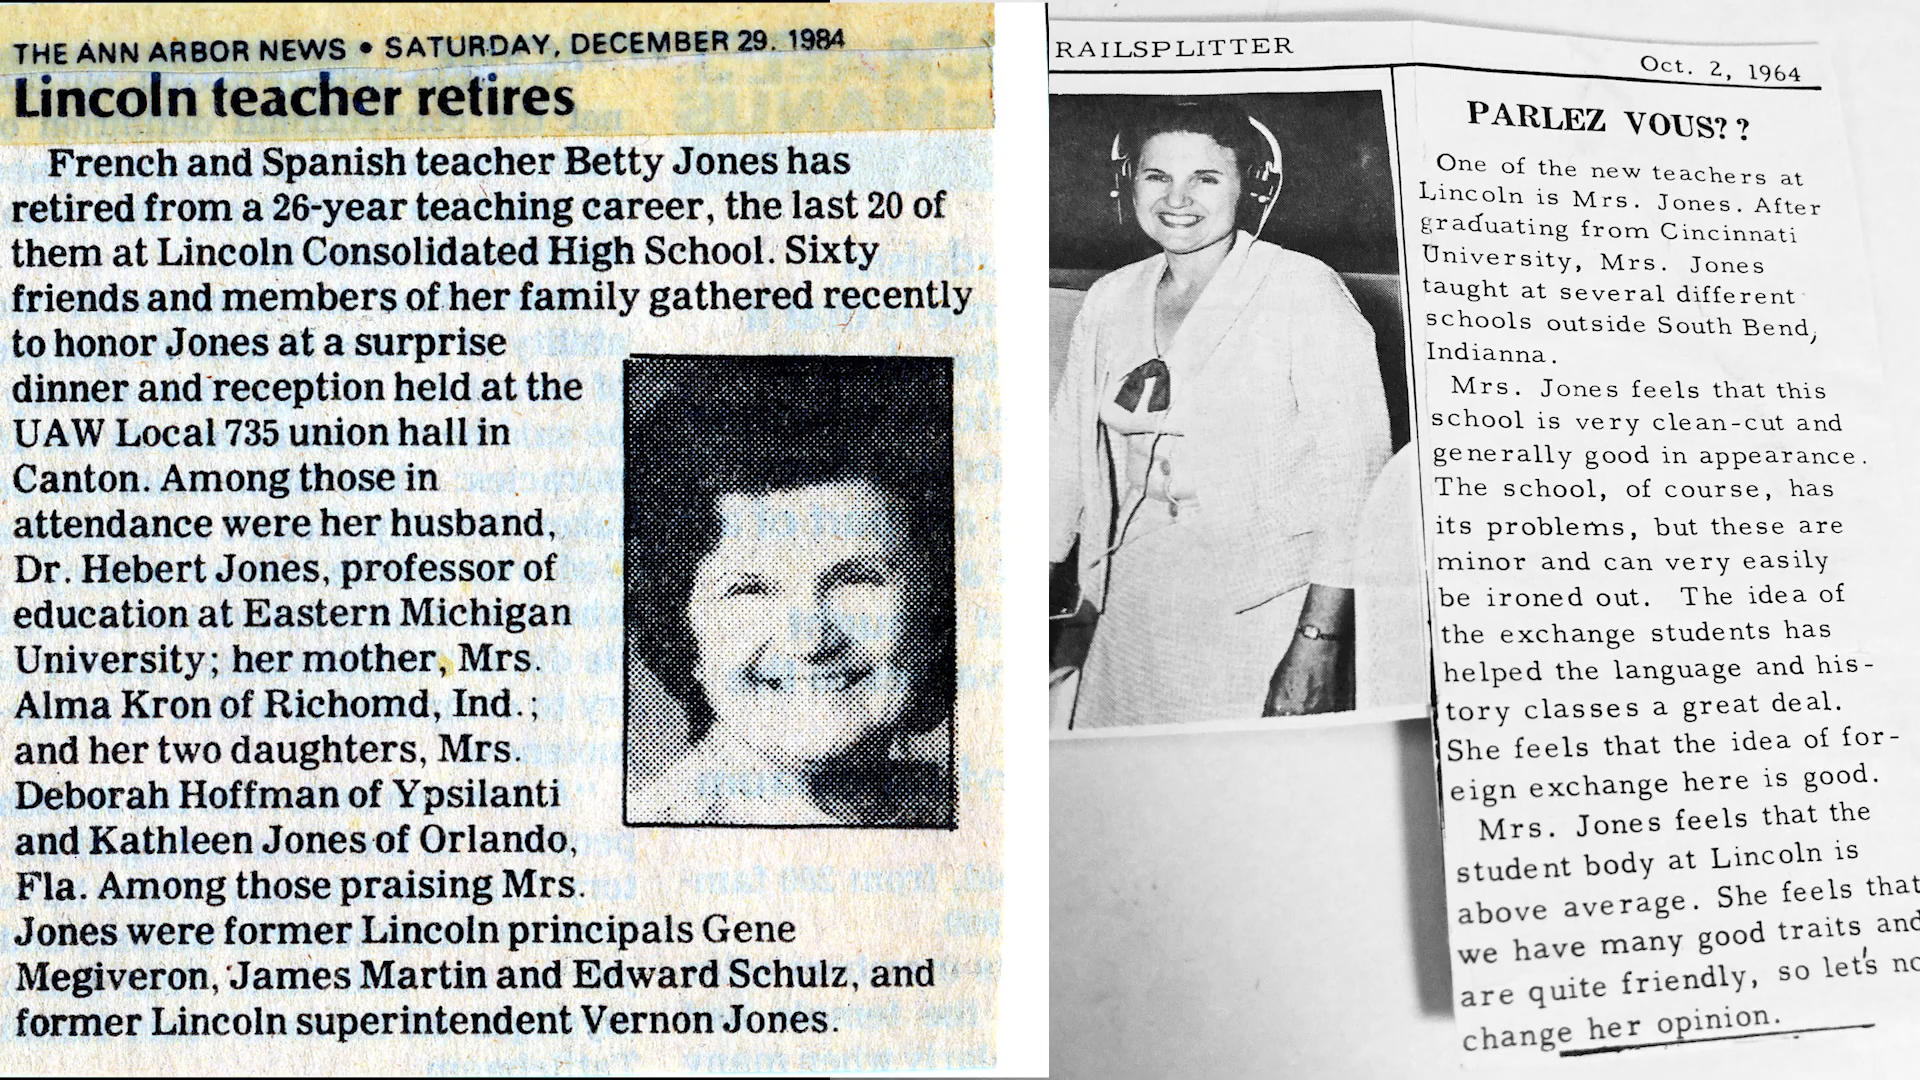 THE ANN ARBOR NEWS • SATURDAY, DECEMBER 29. 1984
Lincoln teacher retires
French and Spanish teacher Betty Jones has
retired from a 26-year teaching career, the last 20 of
them at Lincoln Consolidated High School. Sixty
friends and members of her family gathered recently
to honor Jones at a surprise
dinner and reception held at the
UAW Local 735 union hall in
Canton. Among those in
attendance were her husband,
Dr. Hebert Jones, professor of
education at Eastern Michigan
University; her mother, Mrs.
Alma Kron of Richomd, Ind.;
and her two daughters, Mrs.
Deborah Hoffman of Ypsilanti
and Kathleen Jones of Orlando,
Fla. Among those praising Mrs.
Jones were former Lincoln principals Gene
Megiveron, James Martin and Edward Schulz, and
former Lincoln superintendent Vernon Jones.
RAILSPLITTER
Oct. 2, 1964
PARLEZ VOUS??
One of the new teachers at
Lincoln is Mrs. Jones. After
graduating from Cincinnati
University, Mrs. Jones
taught at several different
schools outside South Bend,
Indianna.
Mrs. Jones feels that this
school is very clean-cut and
generally good in appearance.
The school, of course, has
its problems, but these are
minor and can very easily
be ironed out. The idea of
the exchange students has
helped the language and his-
tory classes a great deal.
She feels that the idea of for-
eign exchange here is good.
Mrs. Jones feels that the
student body at Lincoln is
above average. She feels that
we have many good traits and
are quite friendly, so let's no
change her opinion.